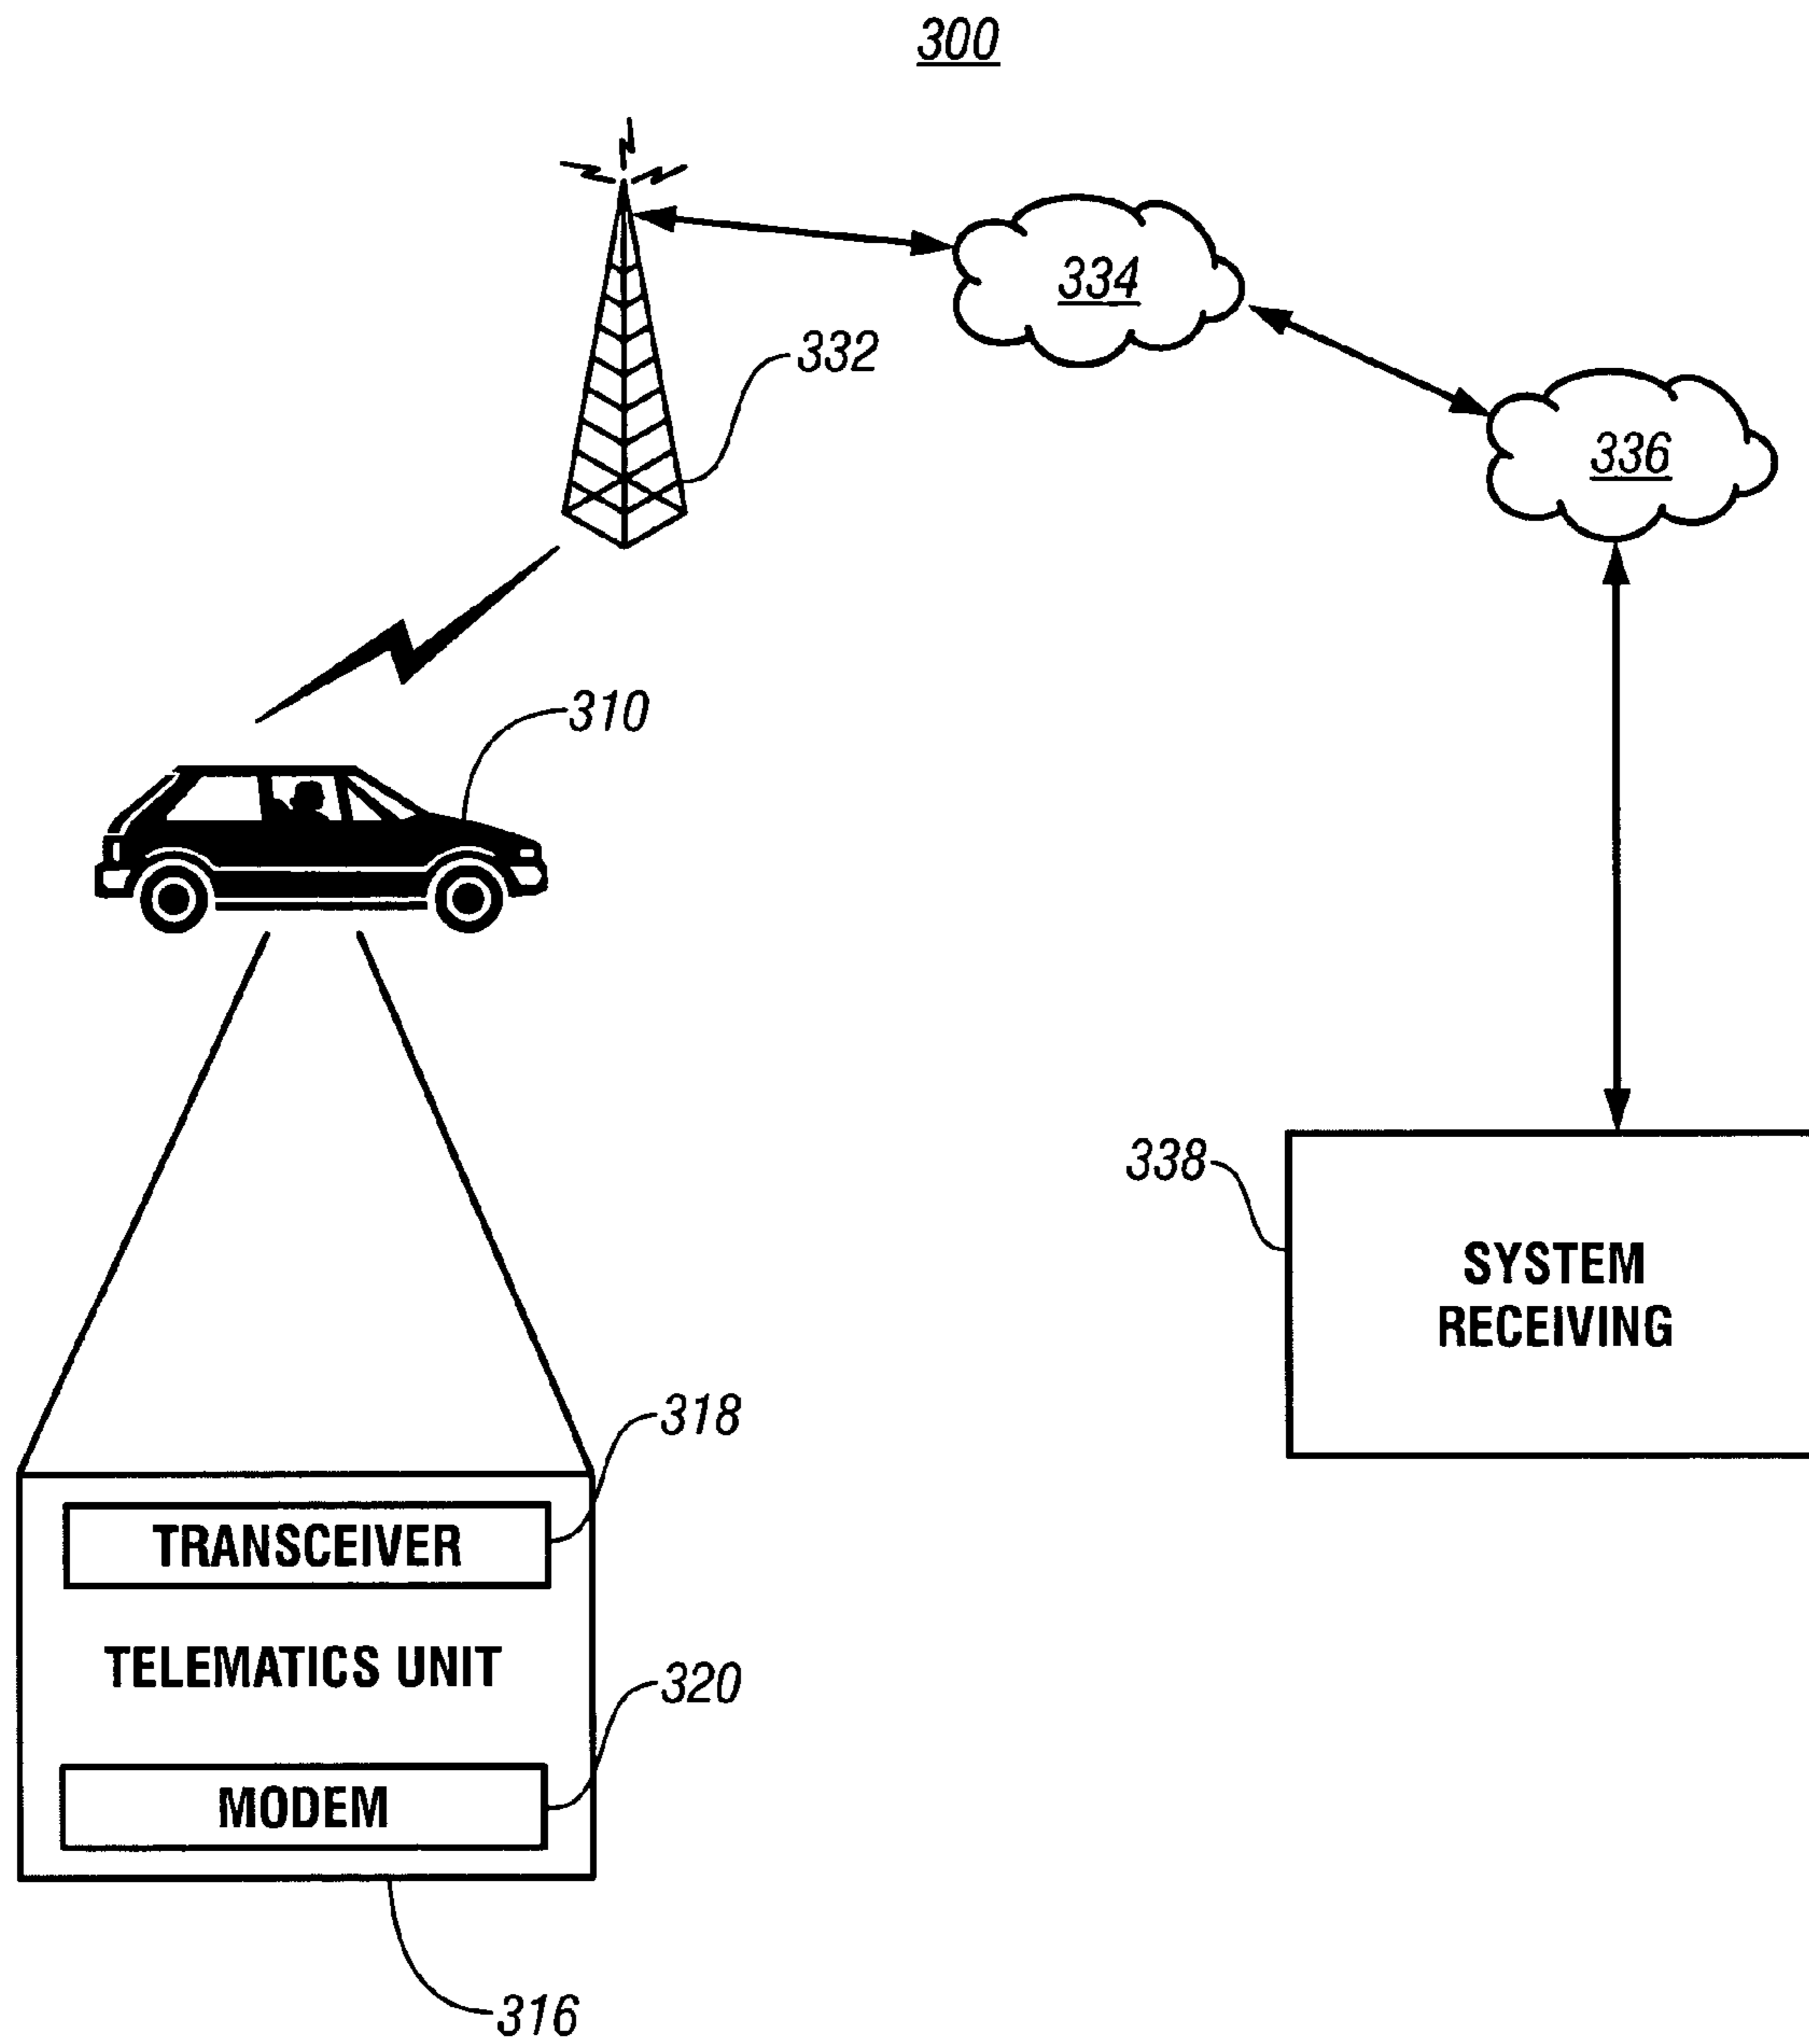 300
334
332
336
310
338
SYSTEM
RECEIVING
318
TRANSCEIVER
TELEMATICS UNIT
320
MODEM
316